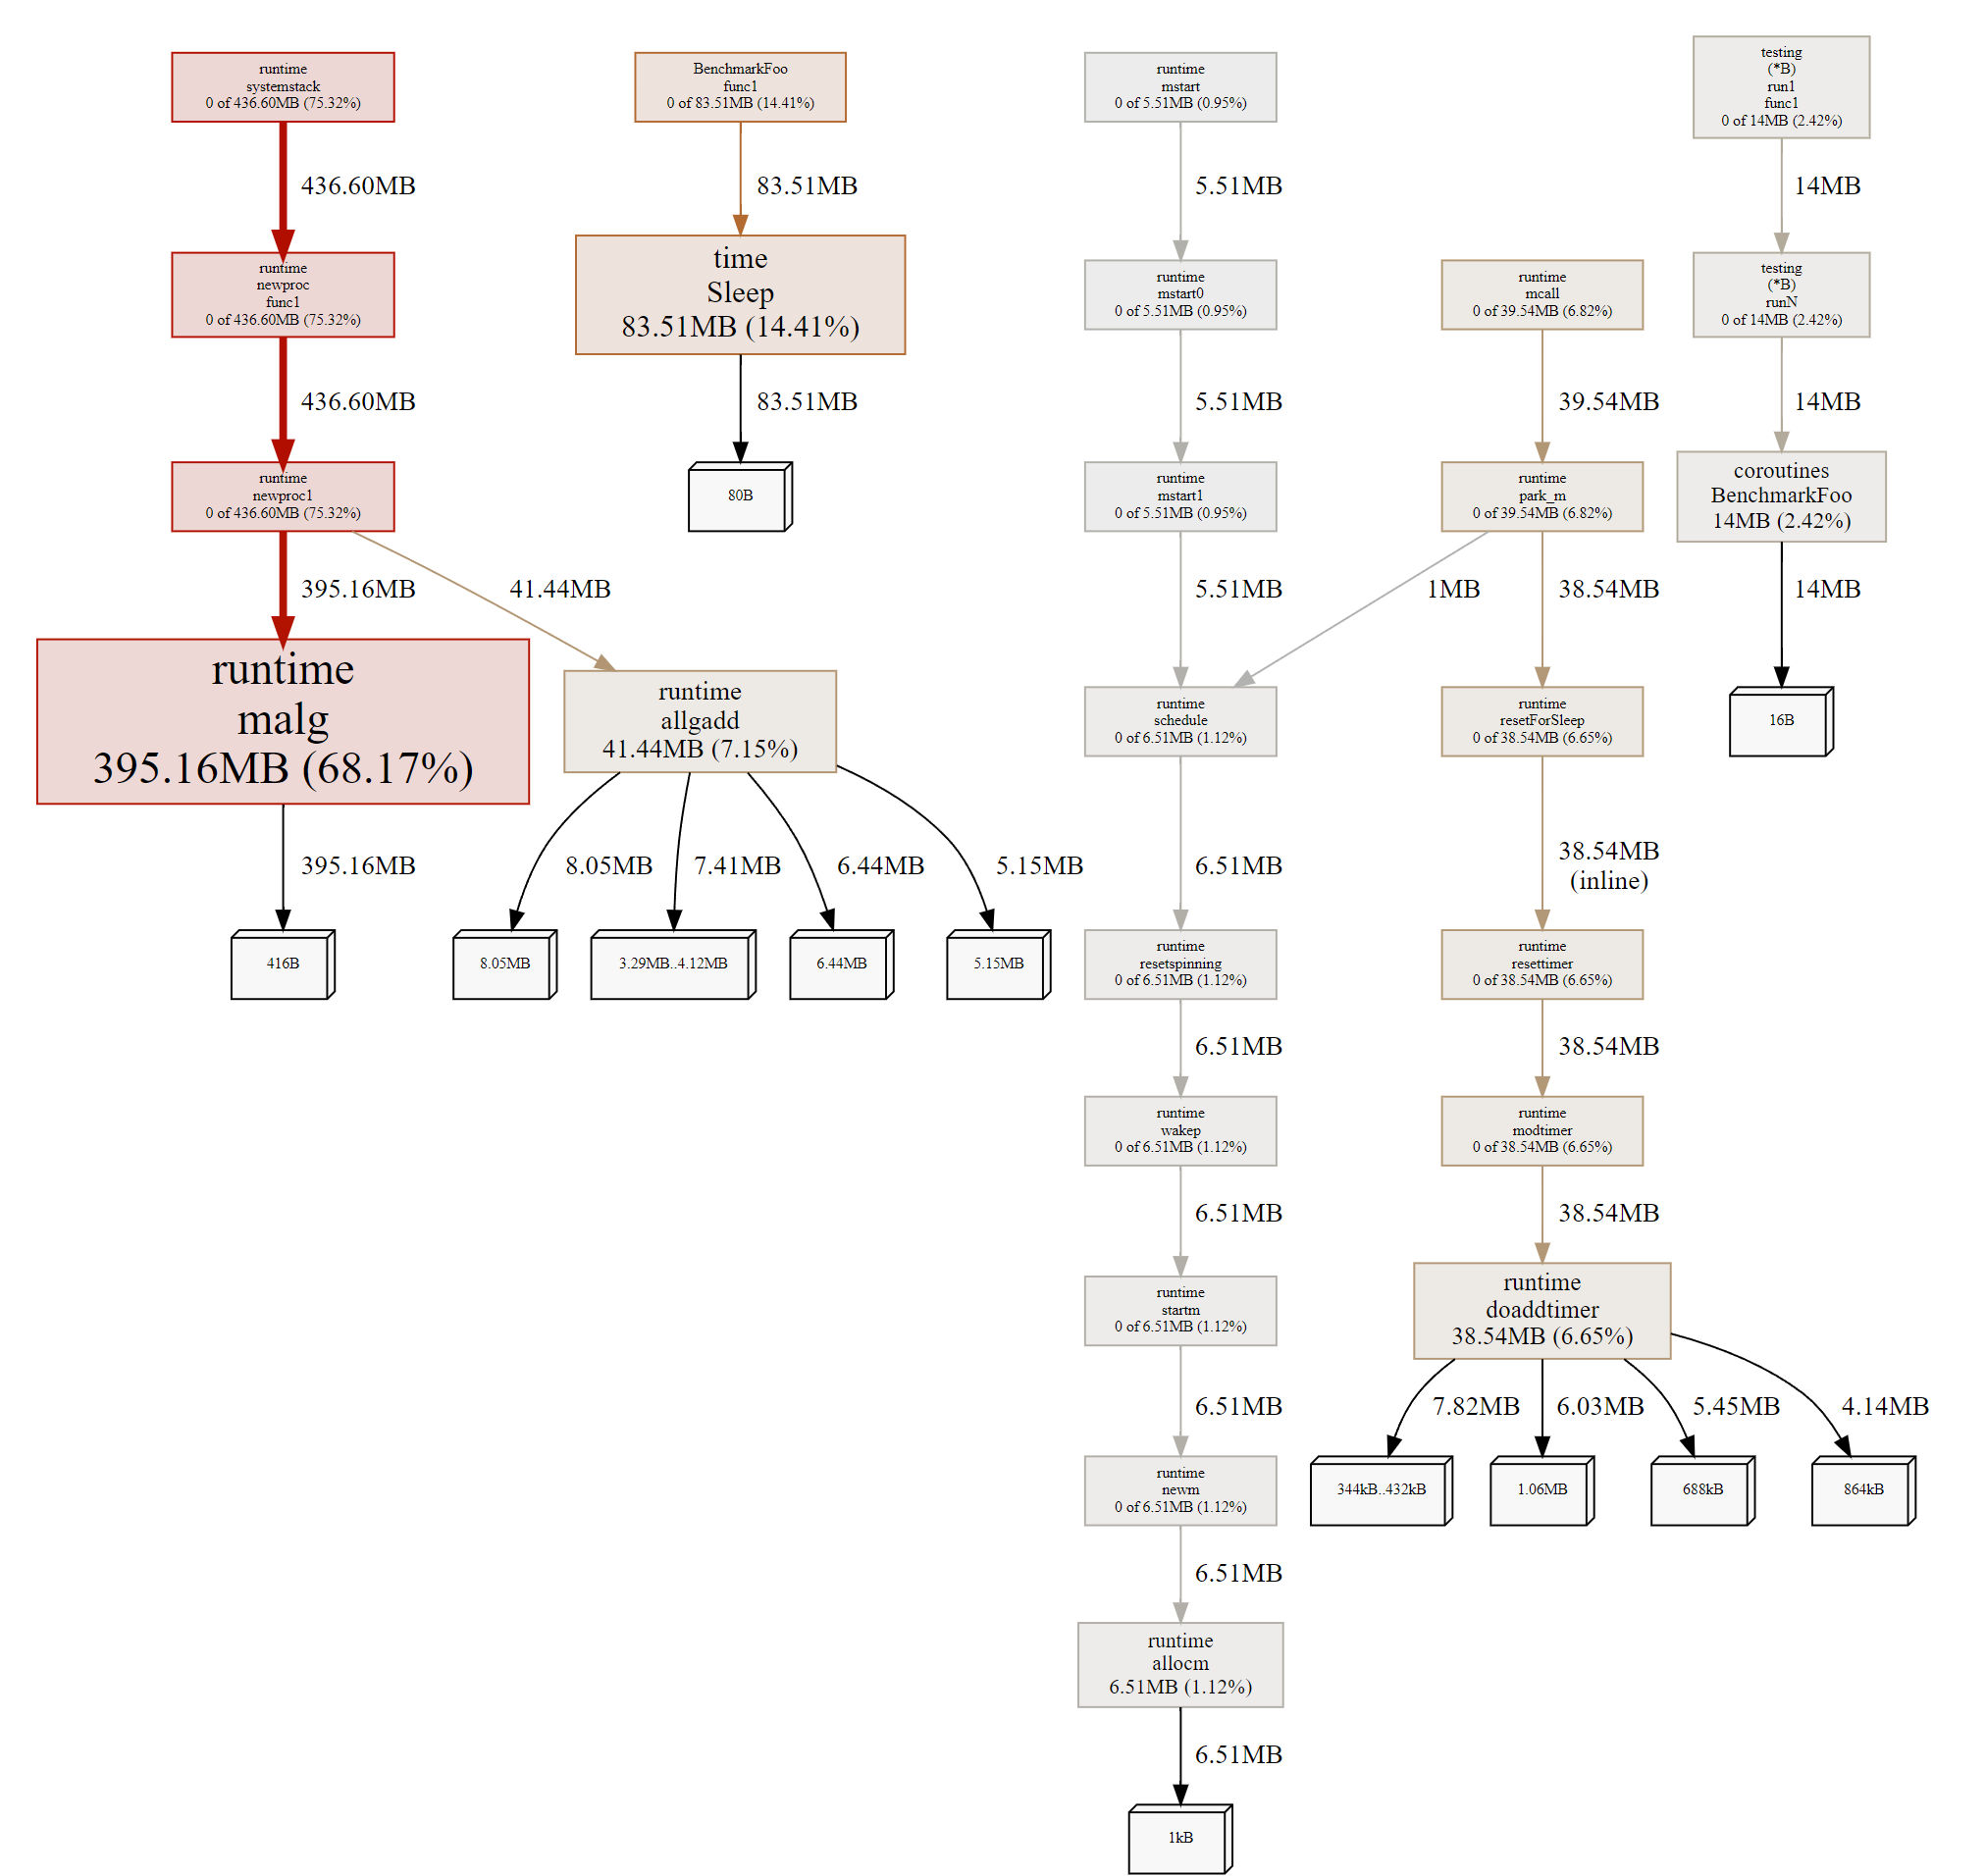 runtime
systemstack
0 of 436.60MB (75.32%)
BenchmarkFoo
func1
0 of 83.51MB (14.41%)
runtime
mstart
0 of 5.51MB (0.95%)
testing
(*B)
run1
func1
0 of 14MB (2.42%)
436.60MB
83.51MB
5.51MB
14MB
runtime
newproc
func1
0 of 436.60MB (75.32%)
time
Sleep
83.51MB (14.41%)
runtime
mstart0
0 of 5.51MB (0.95%)
runtime
mcall
0 of 39.54MB (6.82%)
testing
(*B)
runN
0 of 14MB (2.42%)
436.60MB
83.51MB
5.51MB
39.54MB
14MB
runtime
newproc1
0 of 436.60MB (75.32%)
80B
runtime
mstart1
0 of 5.51MB (0.95%)
runtime
park_m
0 of 39.54MB (6.82%)
coroutines
BenchmarkFoo
14MB (2.42%)
395.16MB
41.44MB
5.51MB
1MB
38.54MB
14MB
runtime
malg
395.16MB (68.17%)
runtime
allgadd
41.44MB (7.15%)
runtime
schedule
0 of 6.51MB (1.12%)
runtime
resetForSleep
0 of 38.54MB (6.65%)
16B
395.16MB
8.05MB
7.41MB
6.44MB
5.15MB
6.51MB
38.54MB
(inline)
416B
8.05MB
3.29MB..4.12MB
6.44MB
5.15MB
runtime
resetspinning
0 of 6.51MB (1.12%)
runtime
resettimer
0 of 38.54MB (6.65%)
6.51MB
38.54MB
runtime
wakep
0 of 6.51MB (1.12%)
runtime
modtimer
0 of 38.54MB (6.65%)
6.51MB
38.54MB
runtime
startm
0 of 6.51MB (1.12%)
runtime
doaddtimer
38.54MB (6.65%)
6.51MB
7.82MB
6.03MB
5.45MB
4.14MB
runtime
newm
0 of 6.51MB (1.12%)
344kB..432kB
1.06MB
688kB
864kB
6.51MB
runtime
allocm
6.51MB (1.12%)
6.51MB
1kB